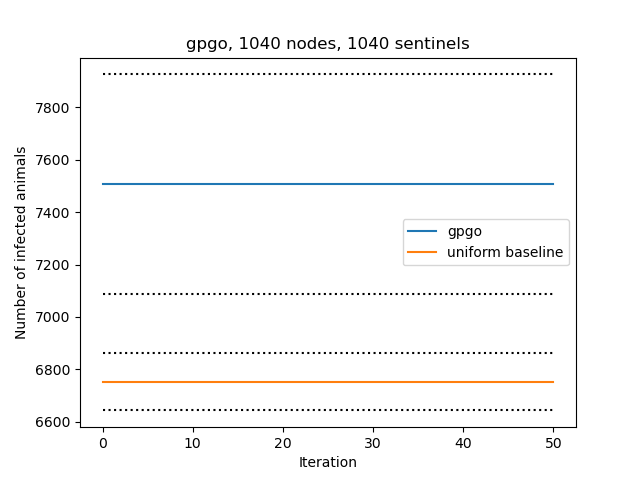 gpgo, 1040 nodes, 1040 sentinels
Number of infected animals
7800
7600
7400
7200
7000
6800
6600
gpgo
uniform baseline
0 10 20 30 40 50
Iteration